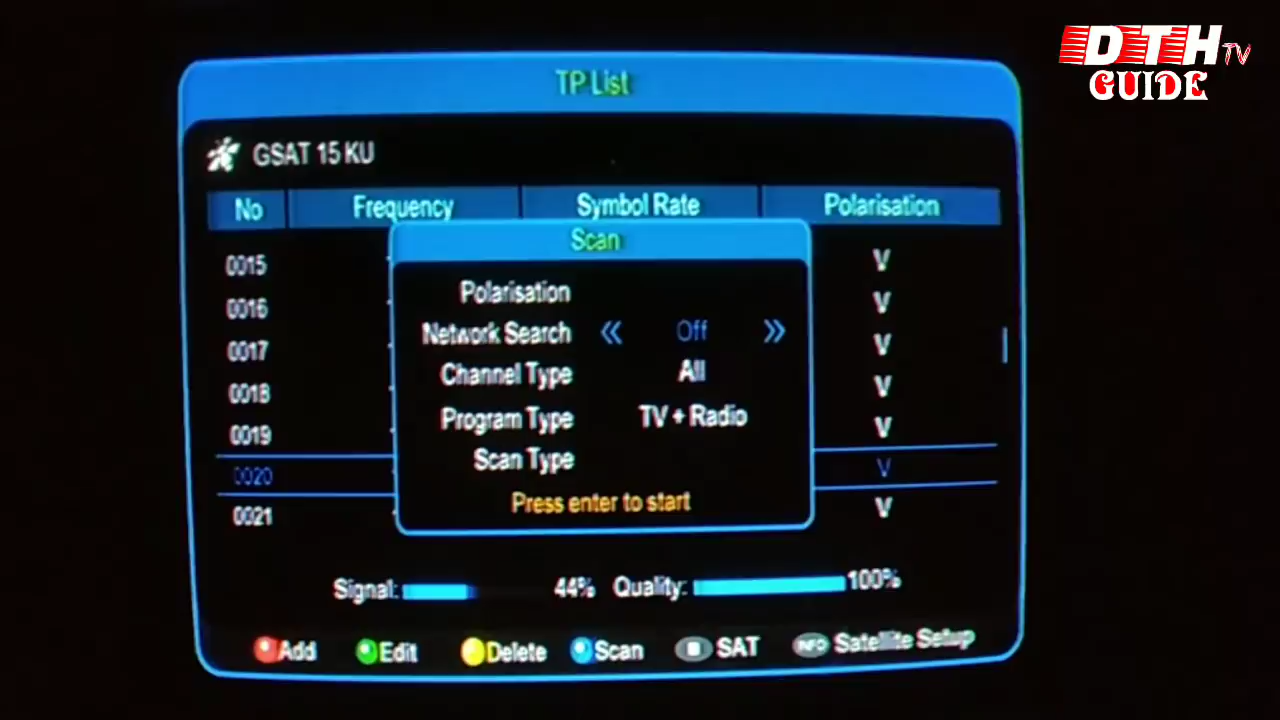 DTH TV
GUIDE
TP List
GSAT 15 KU
No Frequency Symbol Rate Polarisation
Scan
0015 V
Polarisation
0016 V
Network Search « Off »
0017 V
Channel Type All
0018 V
Program Type TV + Radio
0019 V
Scan Type
0020 V
Press enter to start
0021 V
Signal: 44% Quality: 100%
Add Edit Delete Scan SAT INFO Satellite Setup